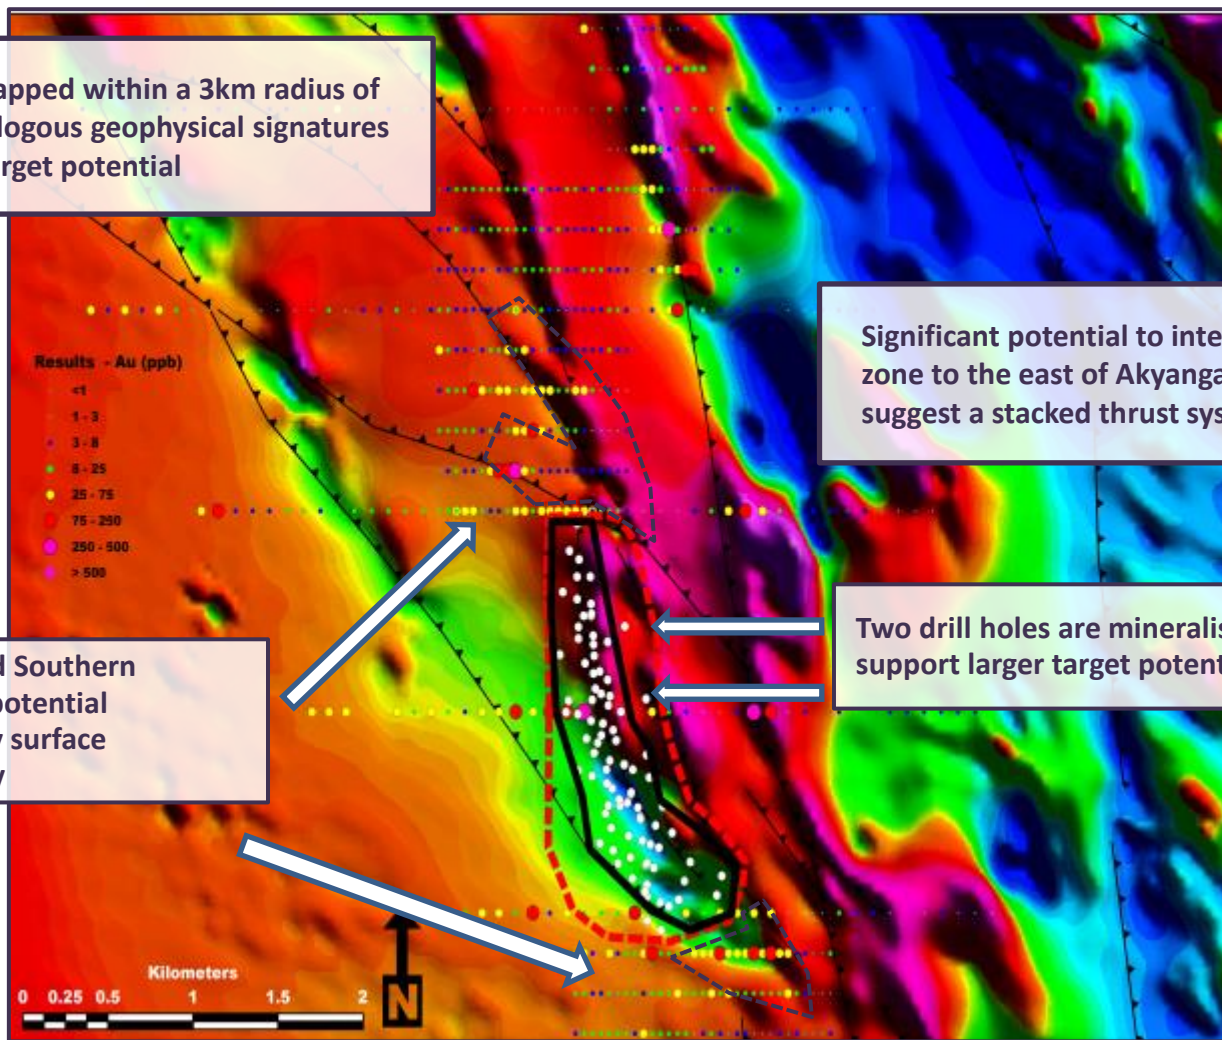 apped within a 3km radius of
logous geophysical signatures
rget potential
Significant potential to inte
zone to the east of Akyanga
suggest a stacked thrust sys
Results - Au (ppb)
<1
1 - 3
3 - 8
8 - 25
25 - 75
75 - 250
250 - 500
> 500
Two drill holes are mineralis
support larger target potent
d Southern
potential
y surface
y
Kilometers
0 0.25 0.5 1 1.5 2
N